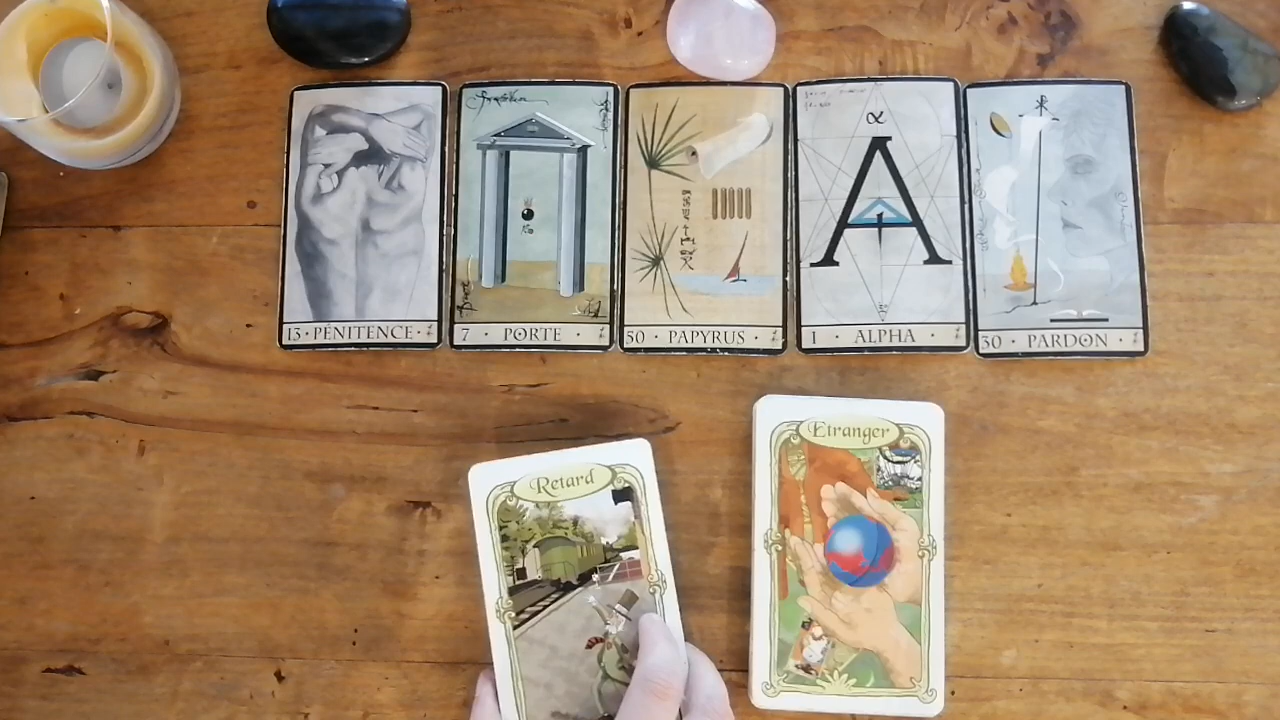 13 · PÉNITENCE ·
7 · PORTE ·
50 · PAPYRUS ·
α
A
1 · ALPHA ·
30 · PARDON ·
Retard
Etranger